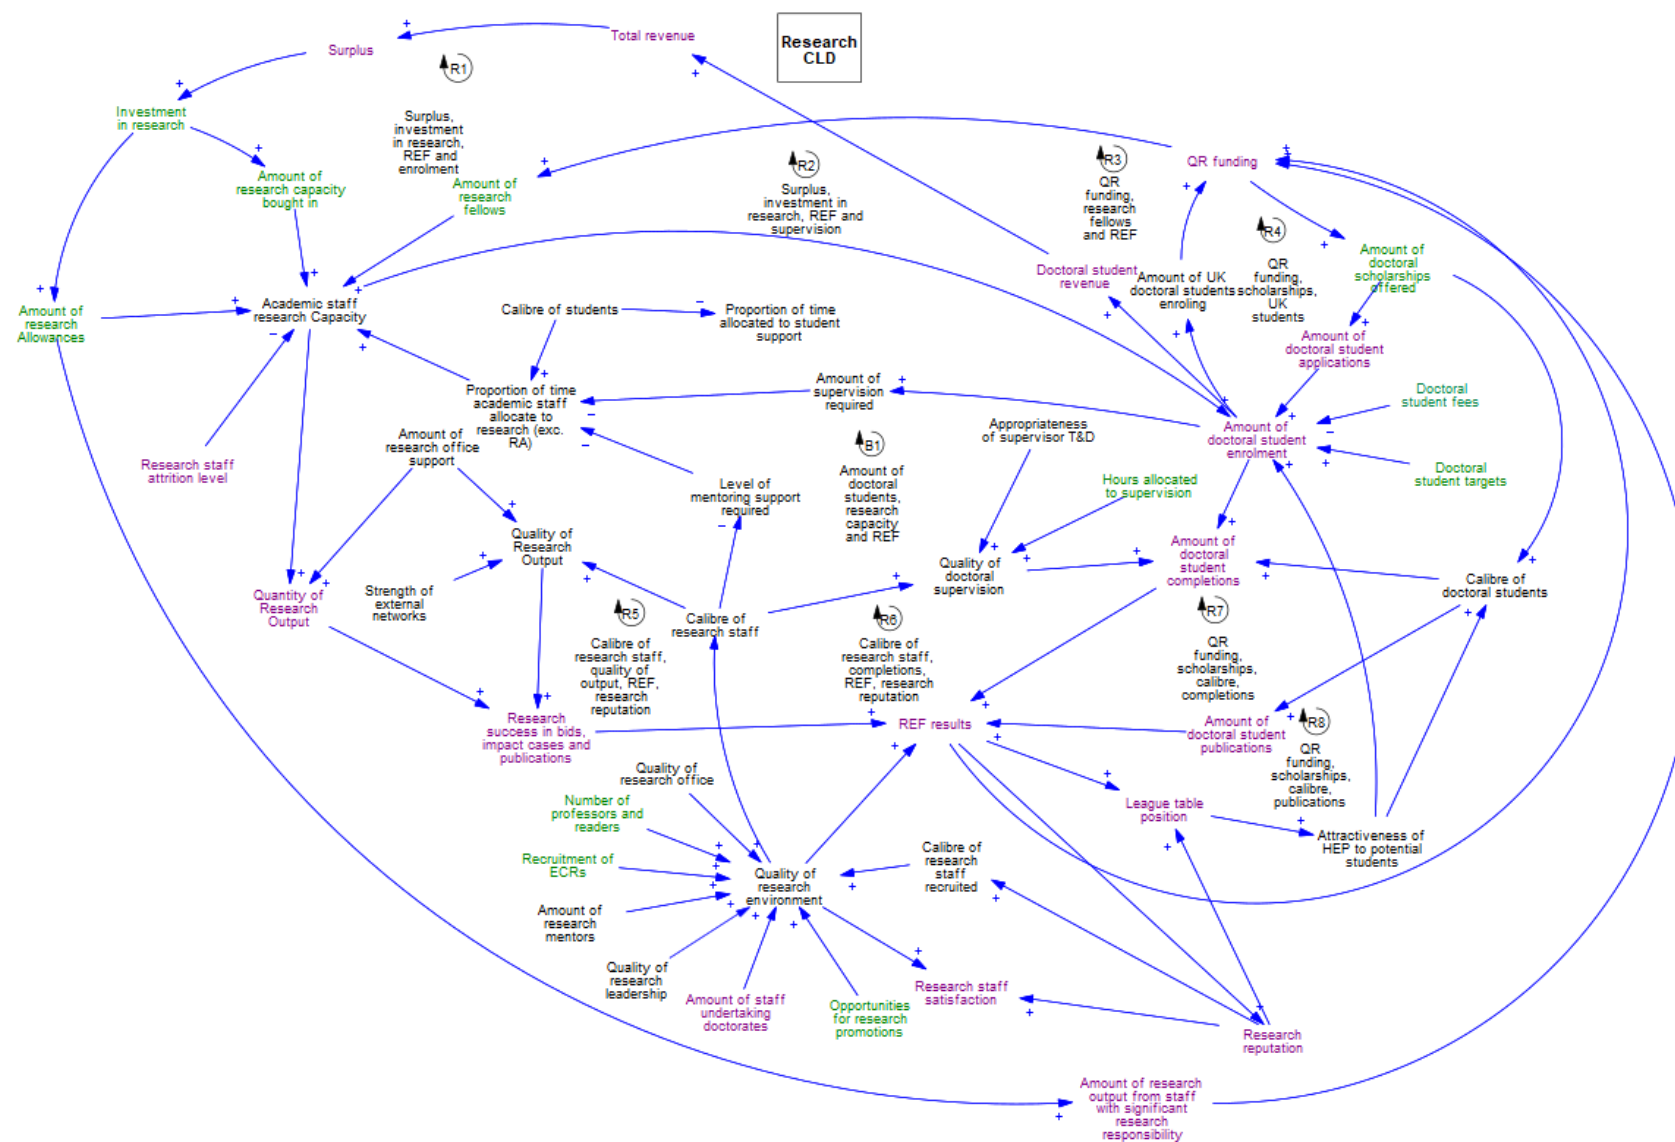 Research
CLD
Total revenue
Surplus
R1
Investment
in research
Surplus,
investment
in research,
REF and
enrolment
R2
Surplus,
investment in
research, REF and
supervision
R3
QR
funding,
research
fellows
and REF
QR funding
Amount of
research capacity
bought in
Amount of
research
fellows
R4
QR
funding,
scholarships,
UK
students
Amount of
doctoral
scholarships
offered
Doctoral student
revenue
Amount of UK
doctoral students
enroling
Amount of
research
Allowances
Academic staff
research Capacity
Calibre of students
Proportion of time
allocated to student
support
Amount of
doctoral student
applications
Proportion of time
academic staff
allocate to
research (exc.
RA)
Amount of
supervision
required
Doctoral
student fees
Amount of
research office
support
Appropriateness
of supervisor T&D
Amount of
doctoral student
enrolment
B1
Amount of
doctoral
students,
research
capacity
and REF
Research staff
attrition level
Level of
mentoring support
required
Hours allocated
to supervision
Doctoral
student targets
Quality of
Research
Output
Quality of
doctoral
supervision
Amount of
doctoral
student
completions
Calibre of
doctoral students
Strength of
external
networks
Quantity of
Research
Output
Calibre of
research staff
R5
Calibre of
research staff,
quality of
output, REF,
research
reputation
R6
Calibre of
research staff,
completions,
REF, research
reputation
R7
QR
funding,
scholarships,
calibre,
completions
Research
success in bids,
impact cases and
publications
REF results
Amount of
doctoral student
publications
R8
QR
funding,
scholarships,
calibre,
publications
Quality of
research office
Number of
professors and
readers
League table
position
Attractiveness of
HEP to potential
students
Recruitment of
ECRs
Quality of
research
environment
Calibre of
research
staff
recruited
Amount of
research
mentors
Quality of
research
leadership
Amount of staff
undertaking
doctorates
Opportunities
for research
promotions
Research staff
satisfaction
Research
reputation
Amount of research
output from staff
with significant
research
responsibility